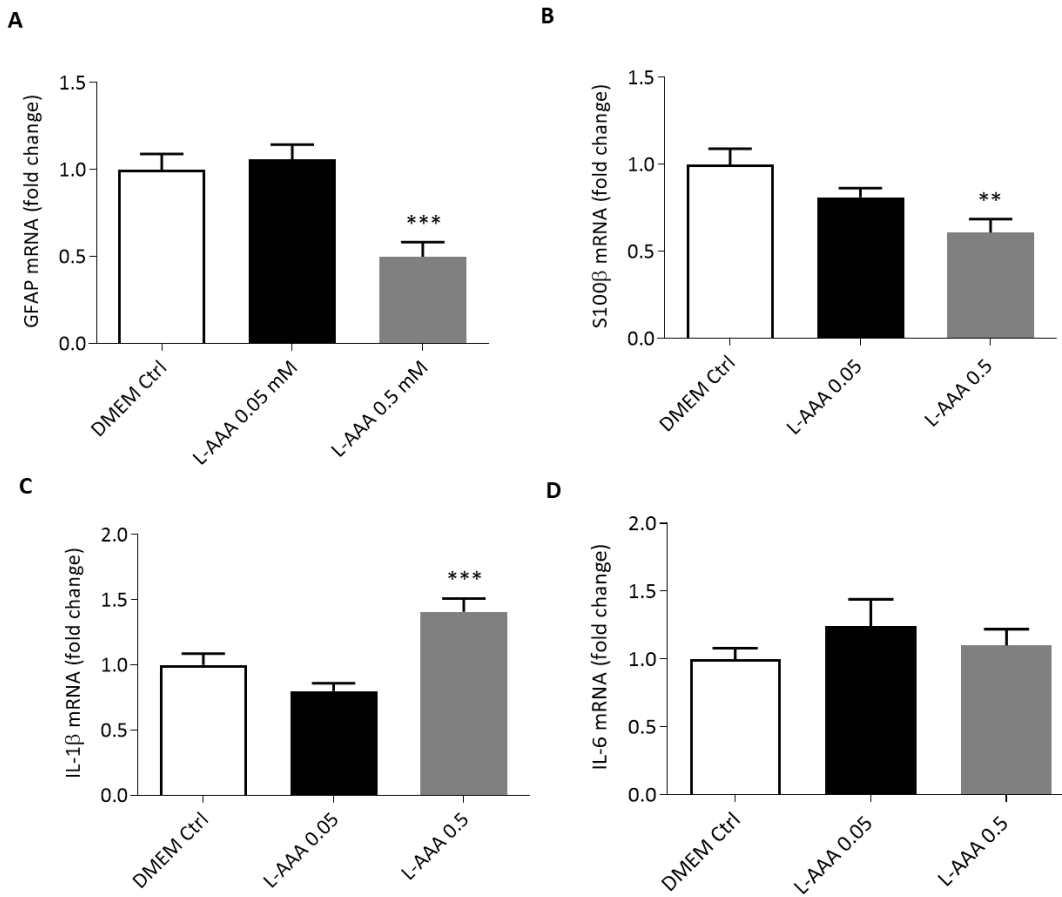 A
GFAP mRNA (fold change)
1.5
1.0
0.5
0.0
***
DMEM Ctrl
L-AAA 0.05 mM
L-AAA 0.5 mM
B
S100β mRNA (fold change)
1.5
1.0
0.5
0.0
**
DMEM Ctrl
L-AAA 0.05
L-AAA 0.5
C
IL-1β mRNA (fold change)
2.0
1.5
1.0
0.5
0.0
***
DMEM Ctrl
L-AAA 0.05
L-AAA 0.5
D
IL-6 mRNA (fold change)
2.0
1.5
1.0
0.5
0.0
DMEM Ctrl
L-AAA 0.05
L-AAA 0.5